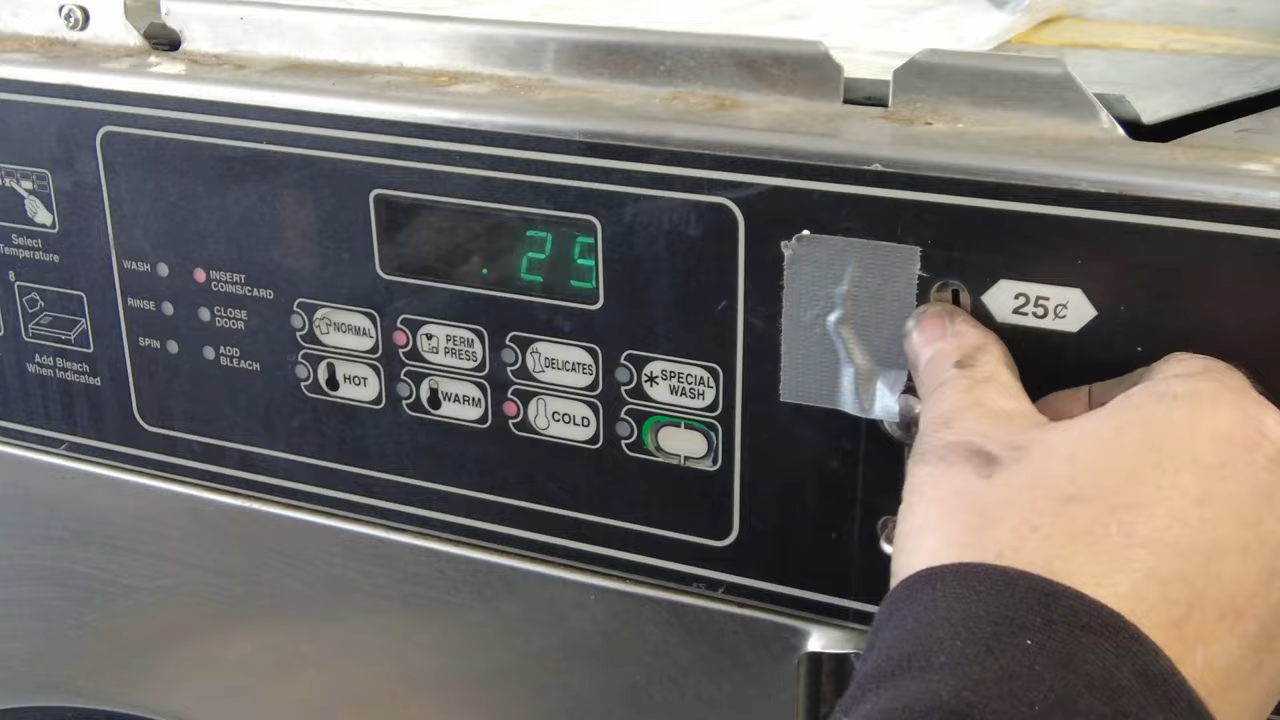 Select
Temperature
8
Add Bleach
When Indicated
WASH
RINSE
SPIN
INSERT
COINS/CARD
CLOSE
DOOR
ADD
BLEACH
.25
NORMAL
PERM
PRESS
DELICATES
SPECIAL
WASH
HOT
WARM
COLD
25¢